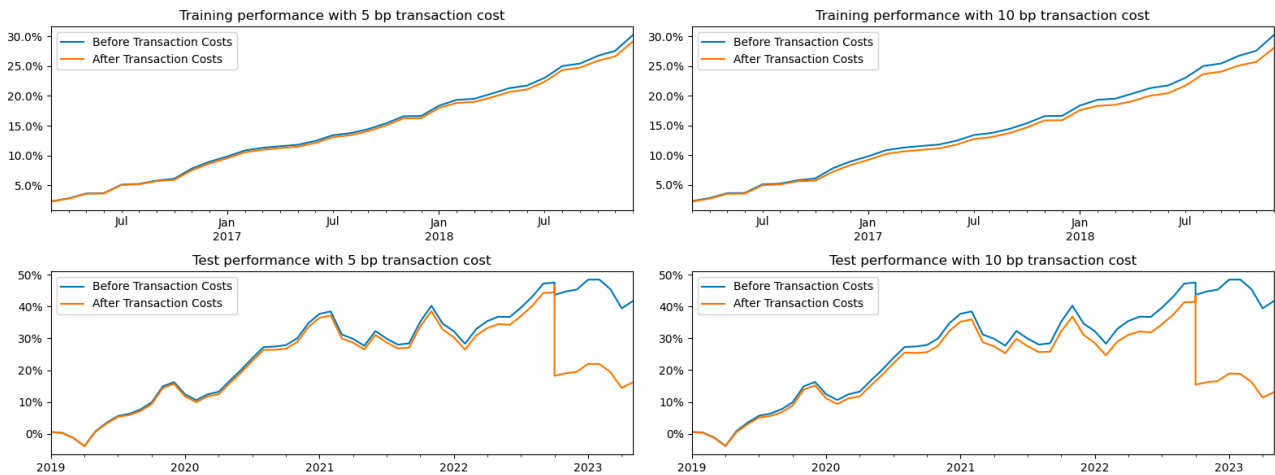 Training performance with 5 bp transaction cost
30.0%
25.0%
20.0%
15.0%
10.0%
5.0%
Before Transaction Costs
After Transaction Costs
Jul
Jan
2017
Jul
Jan
2018
Jul
Training performance with 10 bp transaction cost
30.0%
25.0%
20.0%
15.0%
10.0%
5.0%
Before Transaction Costs
After Transaction Costs
Jul
Jan
2017
Jul
Jan
2018
Jul
Test performance with 5 bp transaction cost
50%
40%
30%
20%
10%
0%
Before Transaction Costs
After Transaction Costs
2019
2020
2021
2022
2023
Test performance with 10 bp transaction cost
50%
40%
30%
20%
10%
0%
Before Transaction Costs
After Transaction Costs
2019
2020
2021
2022
2023